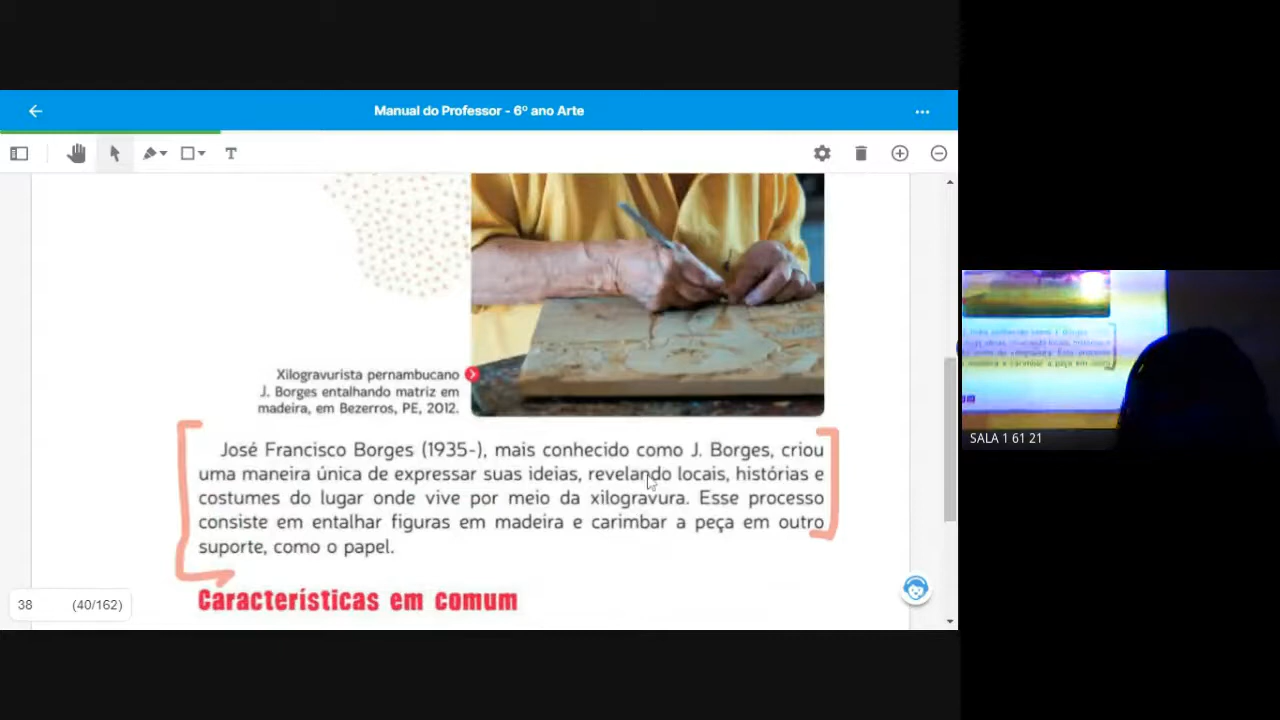 Manual do Professor - 6º ano Arte
T
Xilogravurista pernambucano
J. Borges entalhando matriz em
madeira, em Bezerros, PE, 2012.
José Francisco Borges (1935-), mais conhecido como J. Borges, criou
uma maneira única de expressar suas ideias, revelando locais, histórias e
costumes do lugar onde vive por meio da xilogravura. Esse processo
consiste em entalhar figuras em madeira e carimbar a peça em outro
suporte, como o papel.
Características em comum
38 (40/162)
SALA 1 61 21